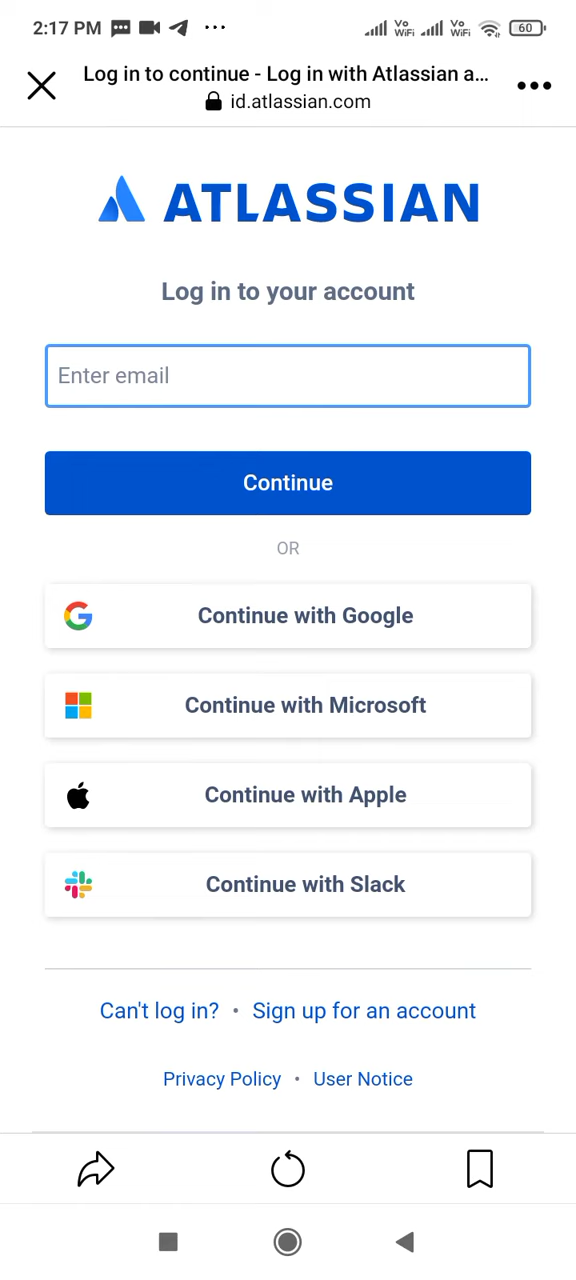 2:17 PM ...
Vo WiFi Vo WiFi 60
Log in to continue - Log in with Atlassian a...
id.atlassian.com
ATLASSIAN
Log in to your account
Enter email
Continue
OR
Continue with Google
Continue with Microsoft
Continue with Apple
Continue with Slack
Can't log in? • Sign up for an account
Privacy Policy • User Notice